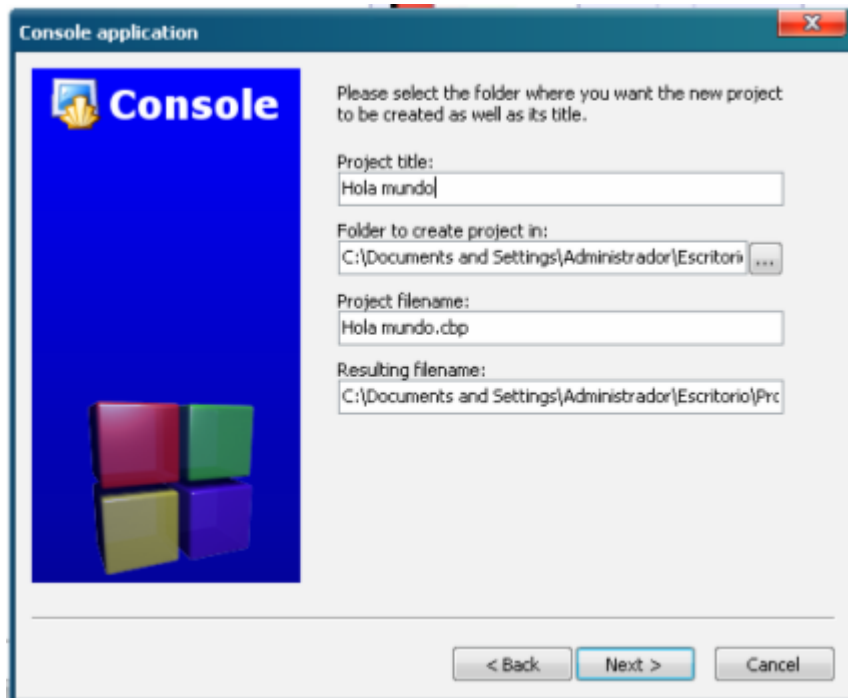 Console application
Console
Please select the folder where you want the new project
to be created as well as its title.
Project title:
Hola mundo
Folder to create project in:
C:\Documents and Settings\Administrador\Escritori
...
Project filename:
Hola mundo.cbp
Resulting filename:
C:\Documents and Settings\Administrador\Escritorio\Pro
< Back
Next >
Cancel